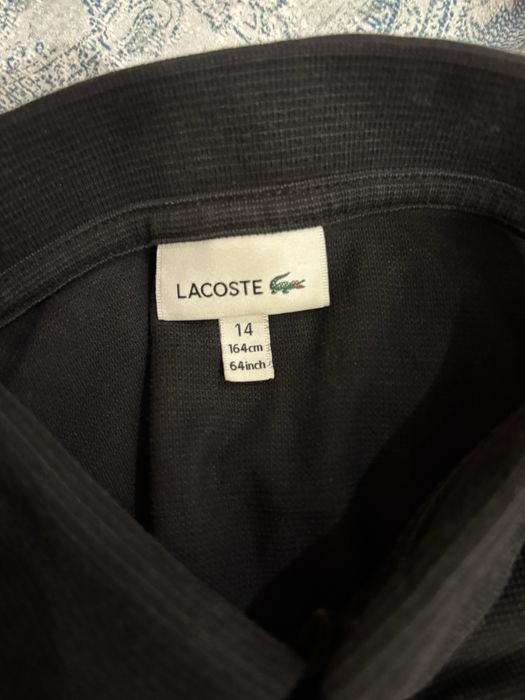 LACOSTE
14
164cm
64inch